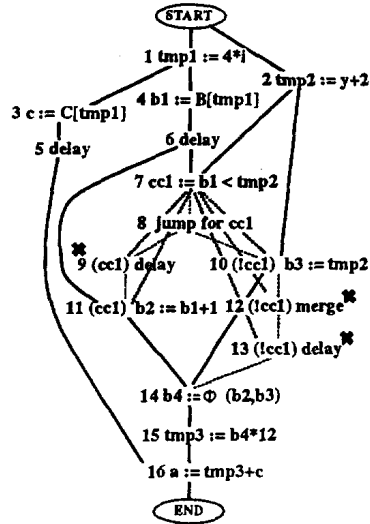 START
1 tmp1 := 4*i
2 tmp2 := y+2
4 b1 := B[tmp1]
3 c := C[tmp1]
6 delay
5 delay
7 cc1 := b1 < tmp2
8 jump for cc1
9 (cc1) delay
10 (!cc1) b3 := tmp2
11 (cc1) b2 := b1+1
12 (!cc1) merge
13 (!cc1) delay
14 b4 := Φ (b2,b3)
15 tmp3 := b4*12
16 a := tmp3+c
END